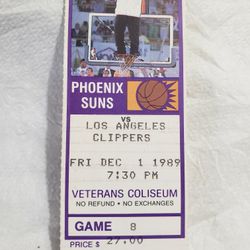 PHOENIX
SUNS
VS
LOS ANGELES
CLIPPERS
FRI DEC 1 1989
7:30 PM
VETERANS COLISEUM
NO REFUND • NO EXCHANGES
GAME 8
PRICE $ 27.00